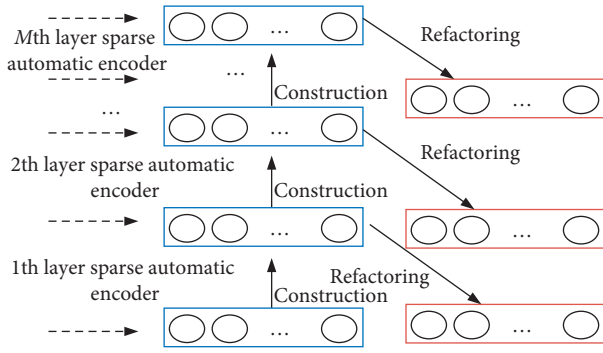 Mth layer sparse
automatic encoder
...
Refactoring
...
...
Construction
...
...
2th layer sparse automatic
encoder
Refactoring
Construction
...
...
1th layer sparse automatic
encoder
Refactoring
Construction
...
...